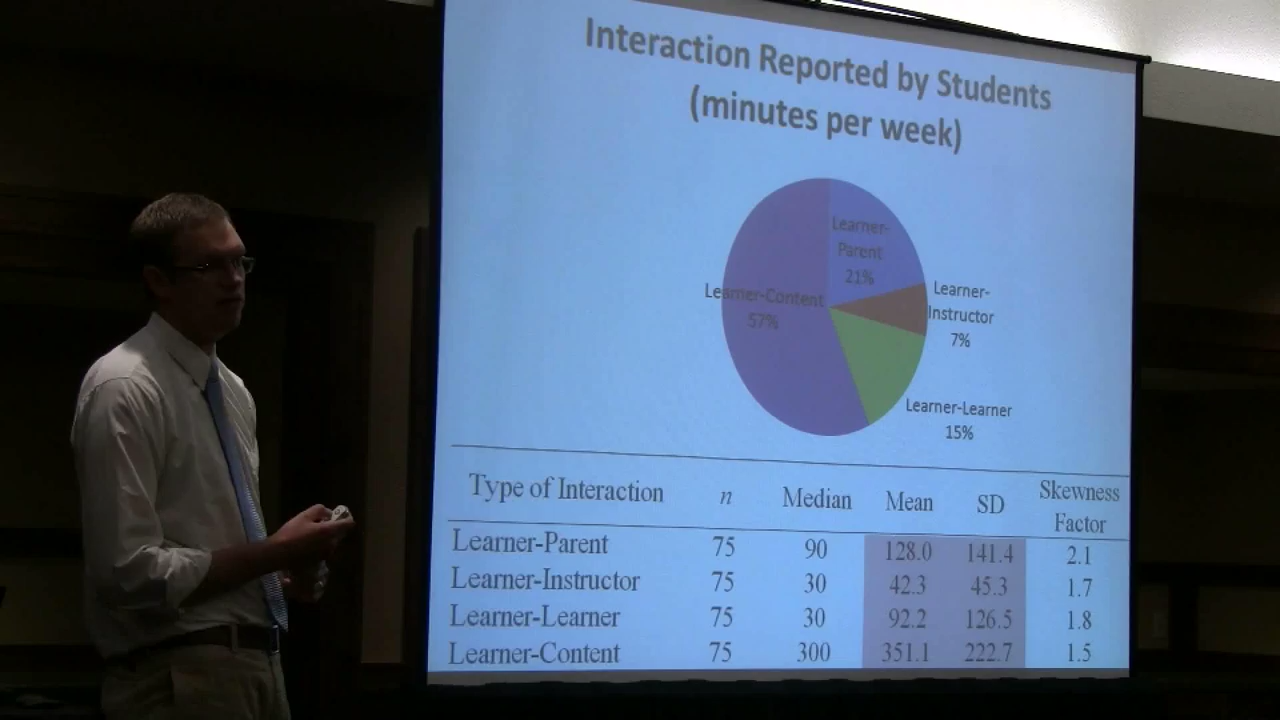 Interaction Reported by Students
(minutes per week)
Learner-
Parent
21%
Learner-Content
57%
Learner-
Instructor
7%
Learner-Learner
15%
Type of Interaction n Median Mean SD Skewness Factor
Learner-Parent 75 90 128.0 141.4 2.1
Learner-Instructor 75 30 42.3 45.3 1.7
Learner-Learner 75 30 92.2 126.5 1.8
Learner-Content 75 300 351.1 222.7 1.5